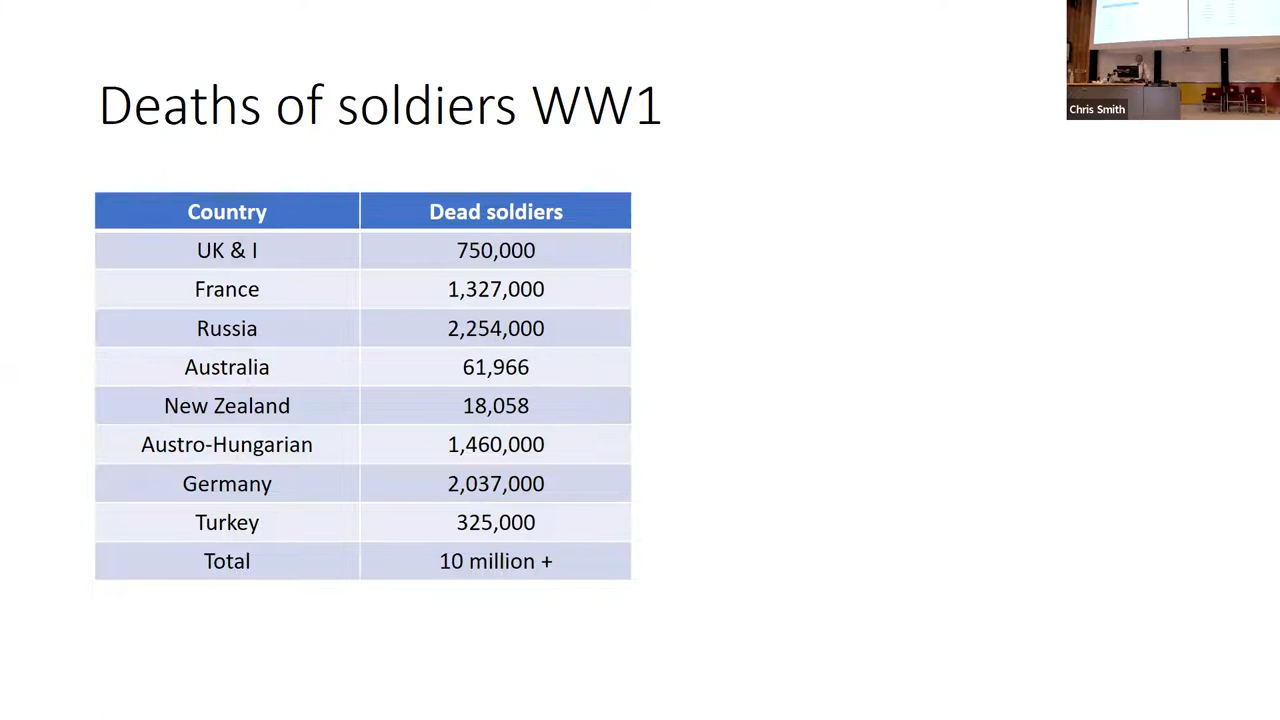 Deaths of soldiers WW1
Chris Smith
Country Dead soldiers
UK & I 750,000
France 1,327,000
Russia 2,254,000
Australia 61,966
New Zealand 18,058
Austro-Hungarian 1,460,000
Germany 2,037,000
Turkey 325,000
Total 10 million +